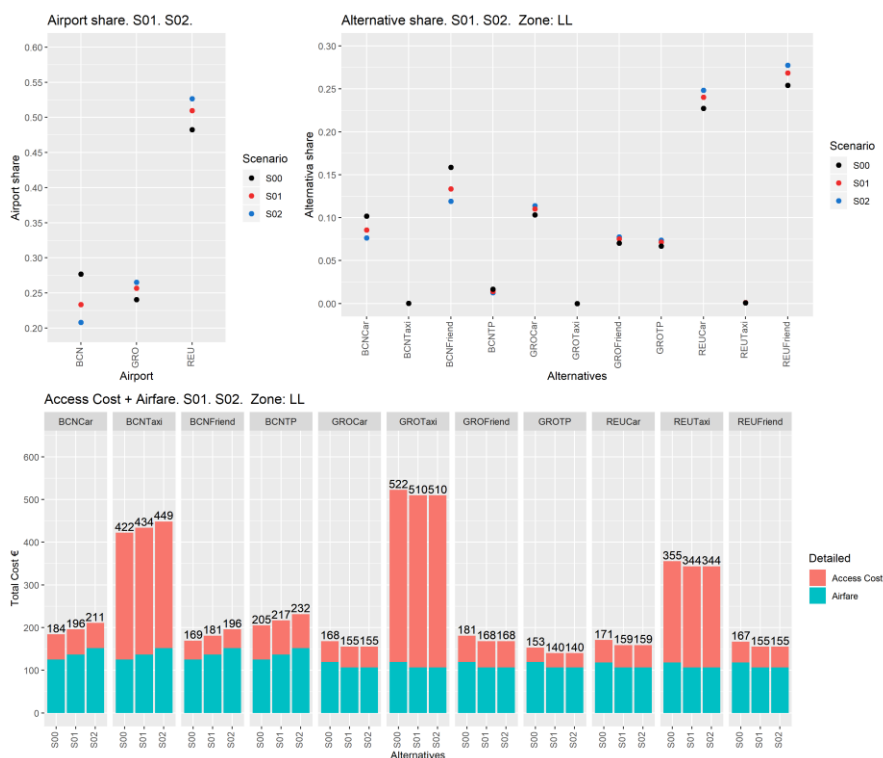 Airport share. S01. S02.
0.60
0.55
0.50
0.45
0.40
0.35
0.30
0.25
0.20
Airport share
BCN
GRO
REU
Airport
Scenario
S00
S01
S02
Alternative share. S01. S02. Zone: LL
0.30
0.25
0.20
0.15
0.10
0.05
0.00
Alternativa share
BCNCar
BCNTaxi
BCNFriend
BCNTP
GROCar
GROTaxi
GROFriend
GROTP
REUCar
REUTaxi
REUFriend
Alternatives
Scenario
S00
S01
S02
Access Cost + Airfare. S01. S02. Zone: LL
BCNCar BCNTaxi BCNFriend BCNTP GROCar GROTaxi GROFriend GROTP REUCar REUTaxi REUFriend
600
500
400
300
200
100
0
Total Cost €
184 196 211
422 434 449
169 181 196
205 217 232
168 155 155
522 510 510
181 168 168
153 140 140
171 159 159
355 344 344
167 155 155
S00 S01 S02 S00 S01 S02 S00 S01 S02 S00 S01 S02 S00 S01 S02 S00 S01 S02 S00 S01 S02 S00 S01 S02 S00 S01 S02 S00 S01 S02 S00 S01 S02
Alternatives
Detailed
Access Cost
Airfare